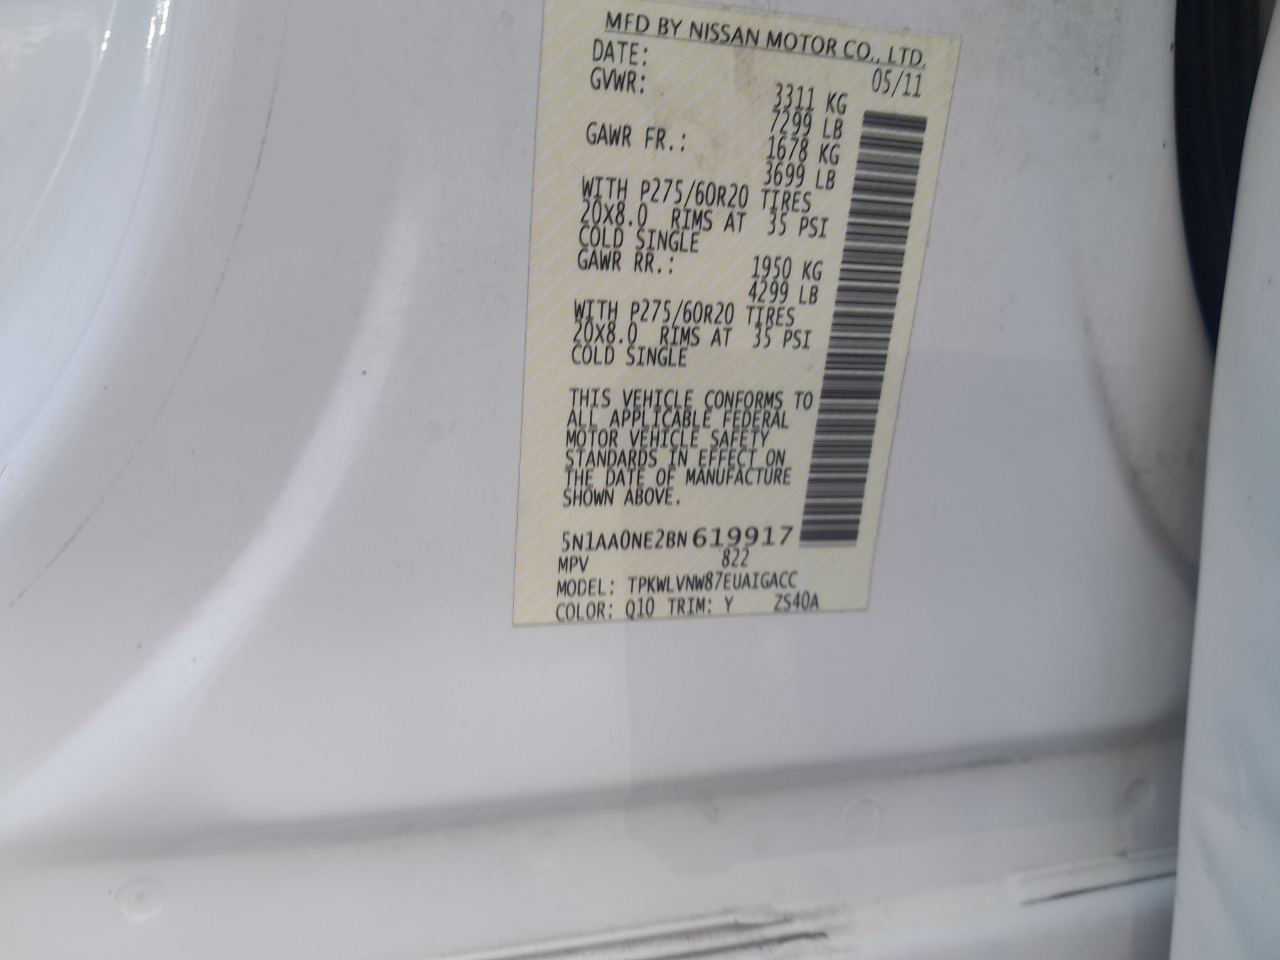 MFD BY NISSAN MOTOR CO., LTD.
DATE: 05/11
GVWR: 3311 KG
7299 LB
GAWR FR.: 1678 KG
3699 LB
WITH P275/60R20 TIRES
20X8.0 RIMS AT 35 PSI
COLD SINGLE
GAWR RR.: 1950 KG
4299 LB
WITH P275/60R20 TIRES
20X8.0 RIMS AT 35 PSI
COLD SINGLE
THIS VEHICLE CONFORMS TO
ALL APPLICABLE FEDERAL
MOTOR VEHICLE SAFETY
STANDARDS IN EFFECT ON
THE DATE OF MANUFACTURE
SHOWN ABOVE.
5N1AA0NE2BN619917
MPV 822
MODEL: TPKWLVNW87EUAIGACC
COLOR: Q10 TRIM: Y ZS40A